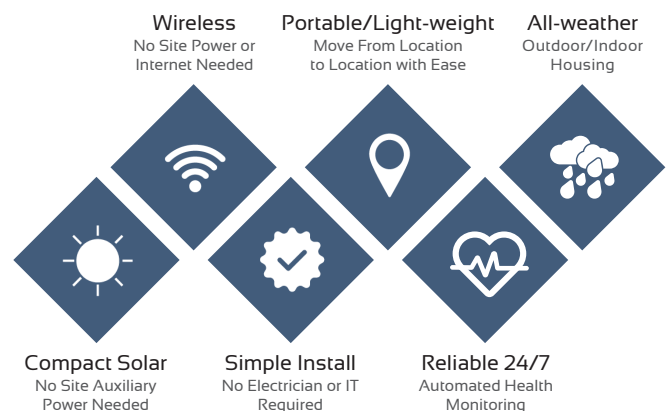 Wireless
No Site Power or
Internet Needed
Portable/Light-weight
Move From Location
to Location with Ease
All-weather
Outdoor/Indoor
Housing
Compact Solar
No Site Auxiliary
Power Needed
Simple Install
No Electrician or IT
Required
Reliable 24/7
Automated Health
Monitoring